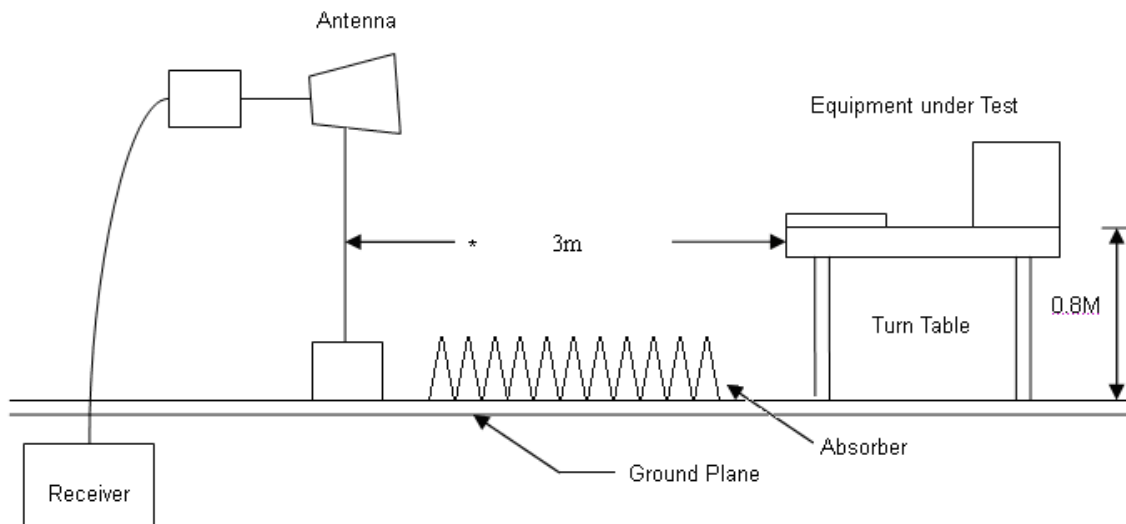 Antenna
Equipment under Test
* 3m
0.8M
Turn Table
Absorber
Ground Plane
Receiver